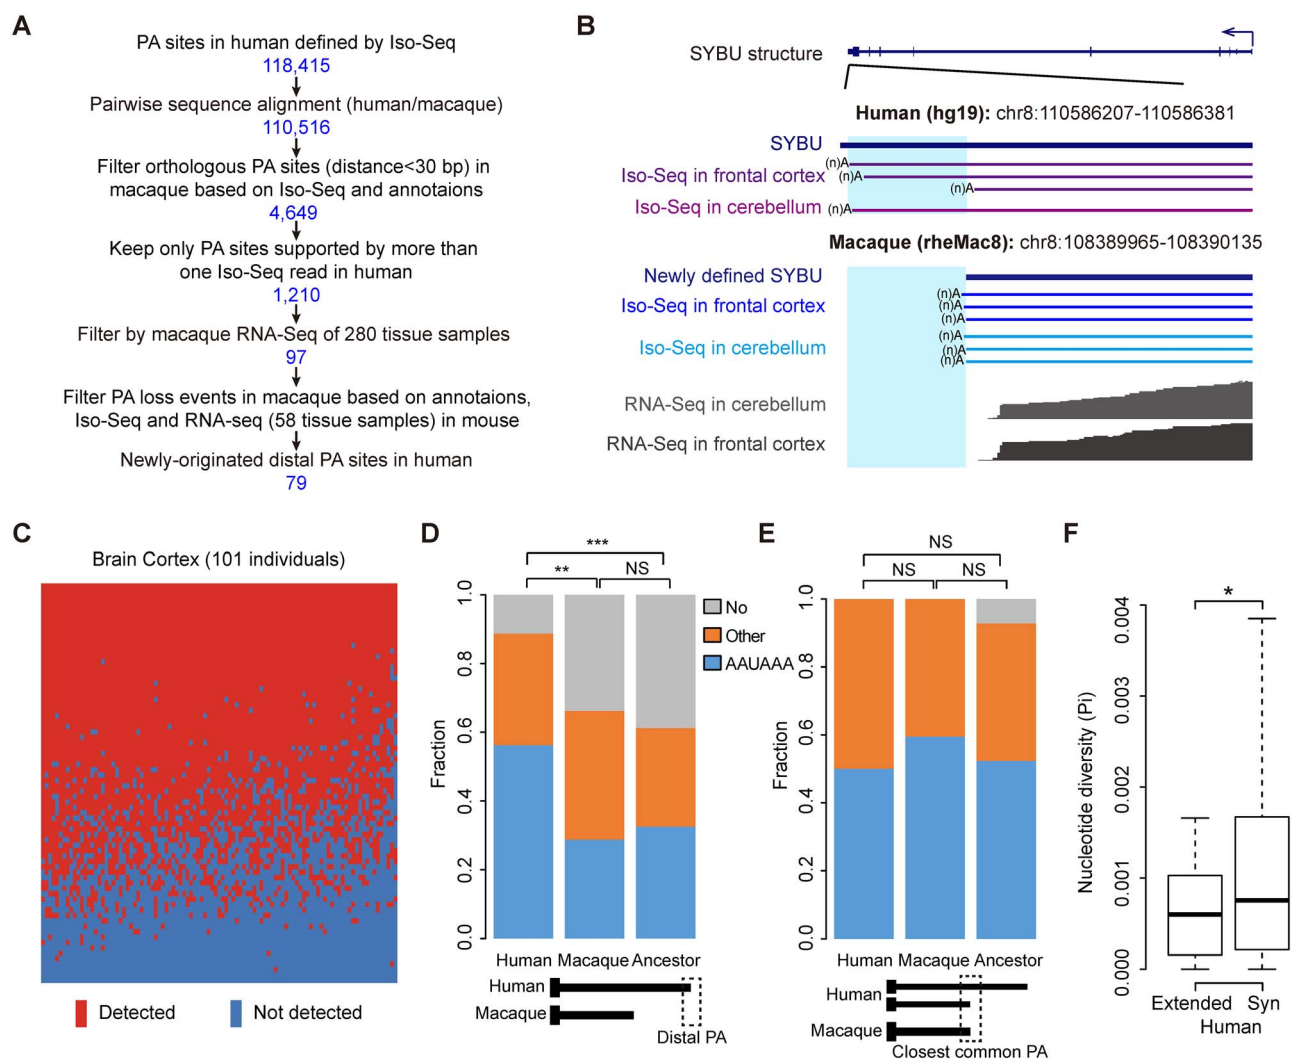 A
PA sites in human defined by Iso-Seq
118,415
Pairwise sequence alignment (human/macaque)
110,516
Filter orthologous PA sites (distance<30 bp) in
macaque based on Iso-Seq and annotaions
4,649
Keep only PA sites supported by more than
one Iso-Seq read in human
1,210
Filter by macaque RNA-Seq of 280 tissue samples
97
Filter PA loss events in macaque based on annotaions,
Iso-Seq and RNA-seq (58 tissue samples) in mouse
Newly-originated distal PA sites in human
79
B
SYBU structure
Human (hg19): chr8:110586207-110586381
SYBU
(n)A
Iso-Seq in frontal cortex
(n)A
(n)A
Iso-Seq in cerebellum
(n)A
Macaque (rheMac8): chr8:108389965-108390135
Newly defined SYBU
(n)A
Iso-Seq in frontal cortex
(n)A
(n)A
(n)A
Iso-Seq in cerebellum
(n)A
(n)A
RNA-Seq in cerebellum
RNA-Seq in frontal cortex
C
Brain Cortex (101 individuals)
Detected
Not detected
D
***
**
NS
1.0
0.8
0.6
0.4
0.2
0.0
Fraction
No
Other
AAUAAA
Human Macaque Ancestor
Human
Macaque
Distal PA
E
NS
NS
NS
1.0
0.8
0.6
0.4
0.2
0.0
Fraction
Human Macaque Ancestor
Human
Macaque
Closest common PA
F
*
0.004
0.003
0.002
0.001
0.000
Nucleotide diversity (Pi)
Extended Syn
Human